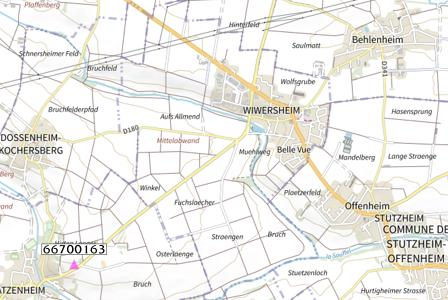 Pfaffenberg
Hinterfeld
Behlenheim
Saulmatt
Schnersheimer Feld
Bruchfeld
Wolfsgrube
D341
Bruchfelderpfad
Aufs Allmend
WIWERSHEIM
Hasensprung
D180
DOSSENHEIM-
KOCHERSBERG
Mittelabwand
Muehlweg
Belle Vue
Mandelberg
Lange Straenge
Winkel
Fuchsloecher
Ploetzerfeld
Offenheim
STUTZHEIM
COMMUNE DE
STUTZHEIM-
OFFENHEIM
Straengen
Bruch
66700163
Osterloenge
Bruch
la Souffel
Stuetzenloch
Hurtigheimer Strasse
ATZENHEIM